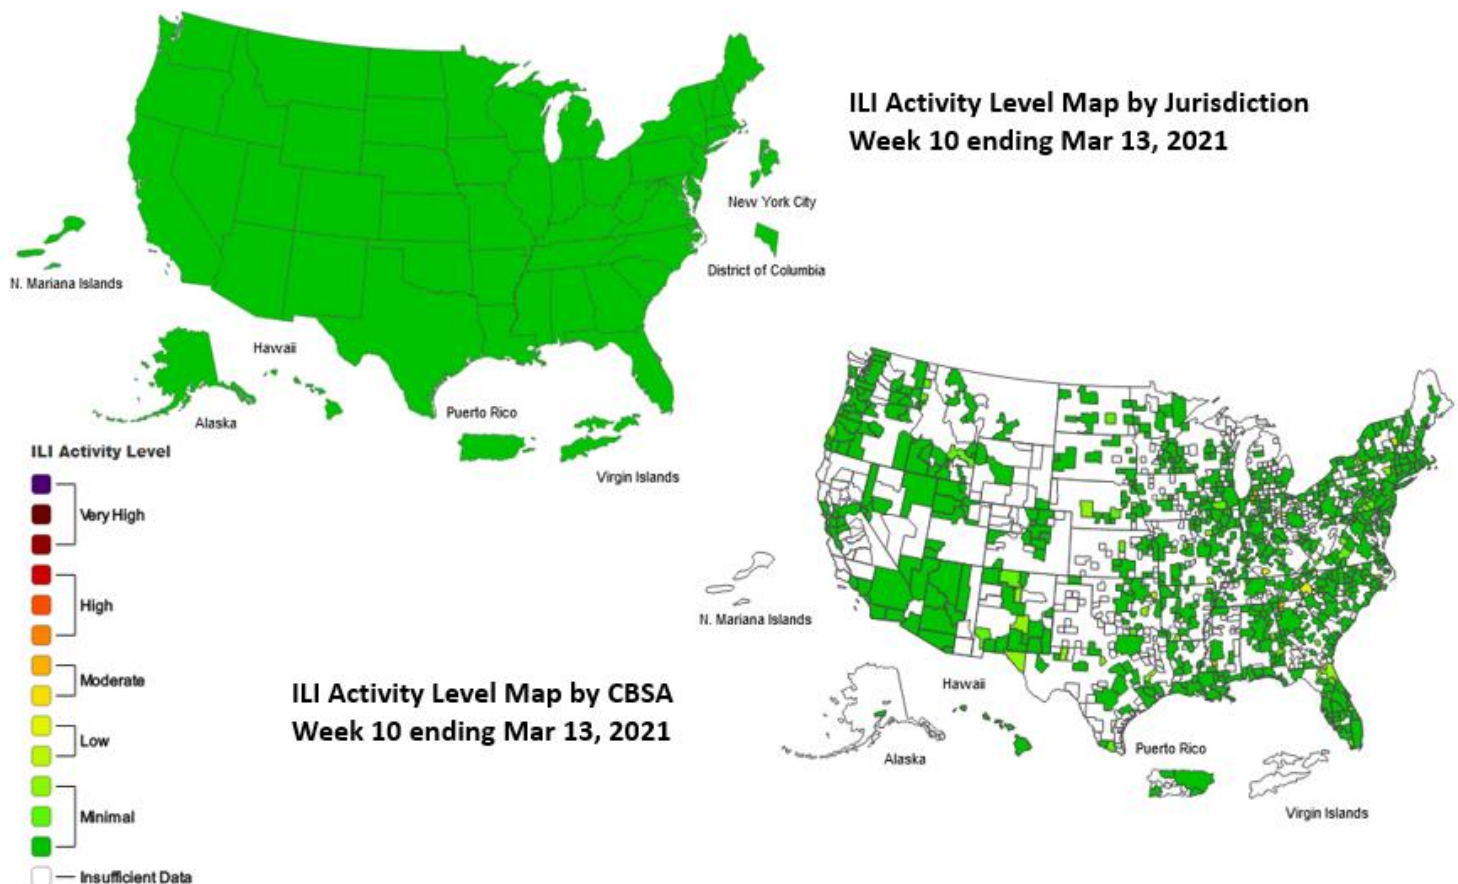 ILI Activity Level Map by Jurisdiction
Week 10 ending Mar 13, 2021
New York City
District of Columbia
N. Mariana Islands
Hawaii
Alaska
Puerto Rico
Virgin Islands
ILI Activity Level
Very High
High
Moderate
Low
Minimal
Insufficient Data
ILI Activity Level Map by CBSA
Week 10 ending Mar 13, 2021
N. Mariana Islands
Hawaii
Alaska
Puerto Rico
Virgin Islands